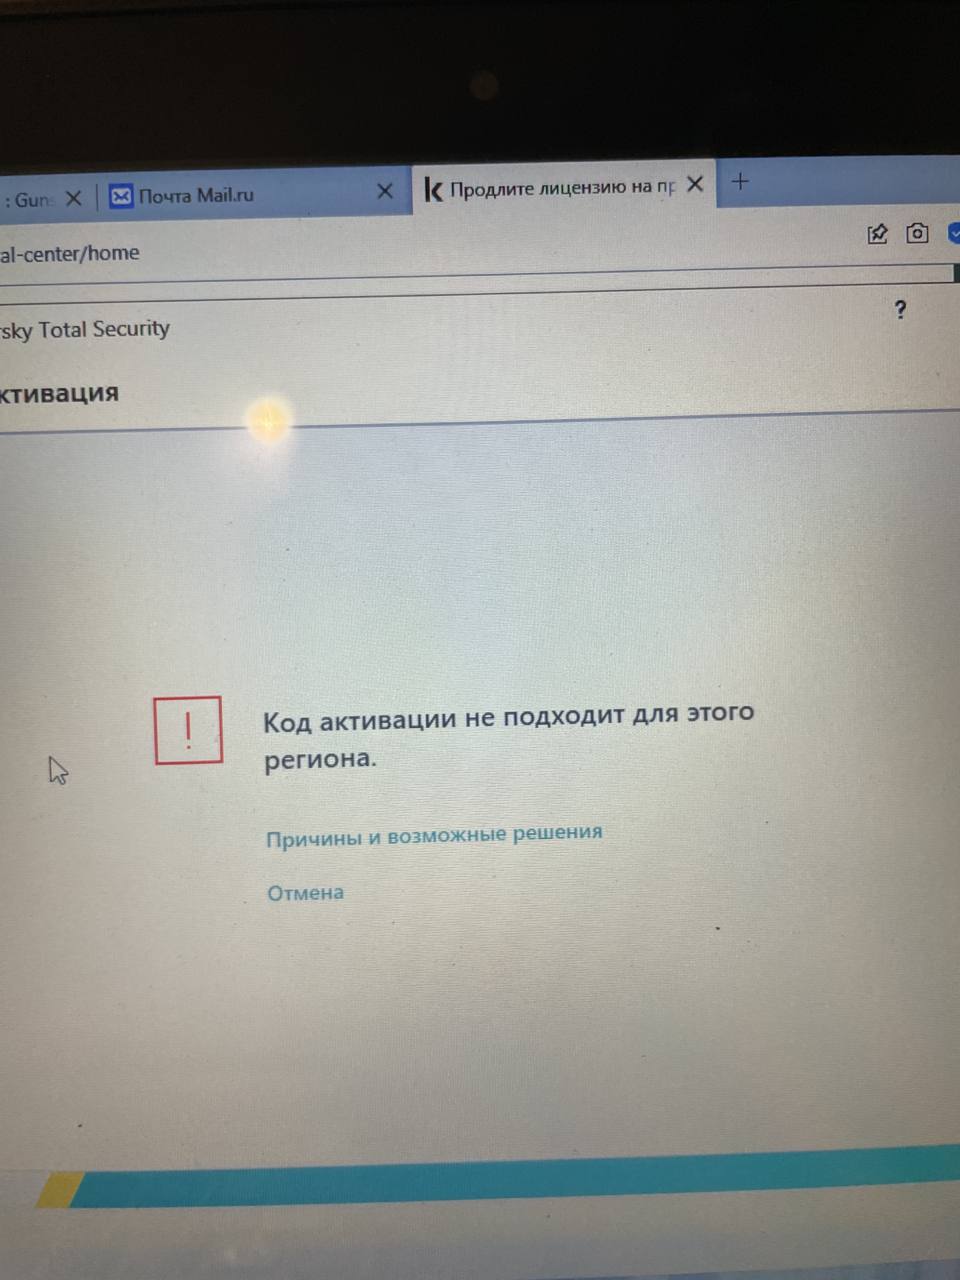 : Gun
Почта Mail.ru
Продлите лицензию на пр
al-center/home
sky Total Security
?
ктивация
!
Код активации не подходит для этого
региона.
Причины и возможные решения
Отмена